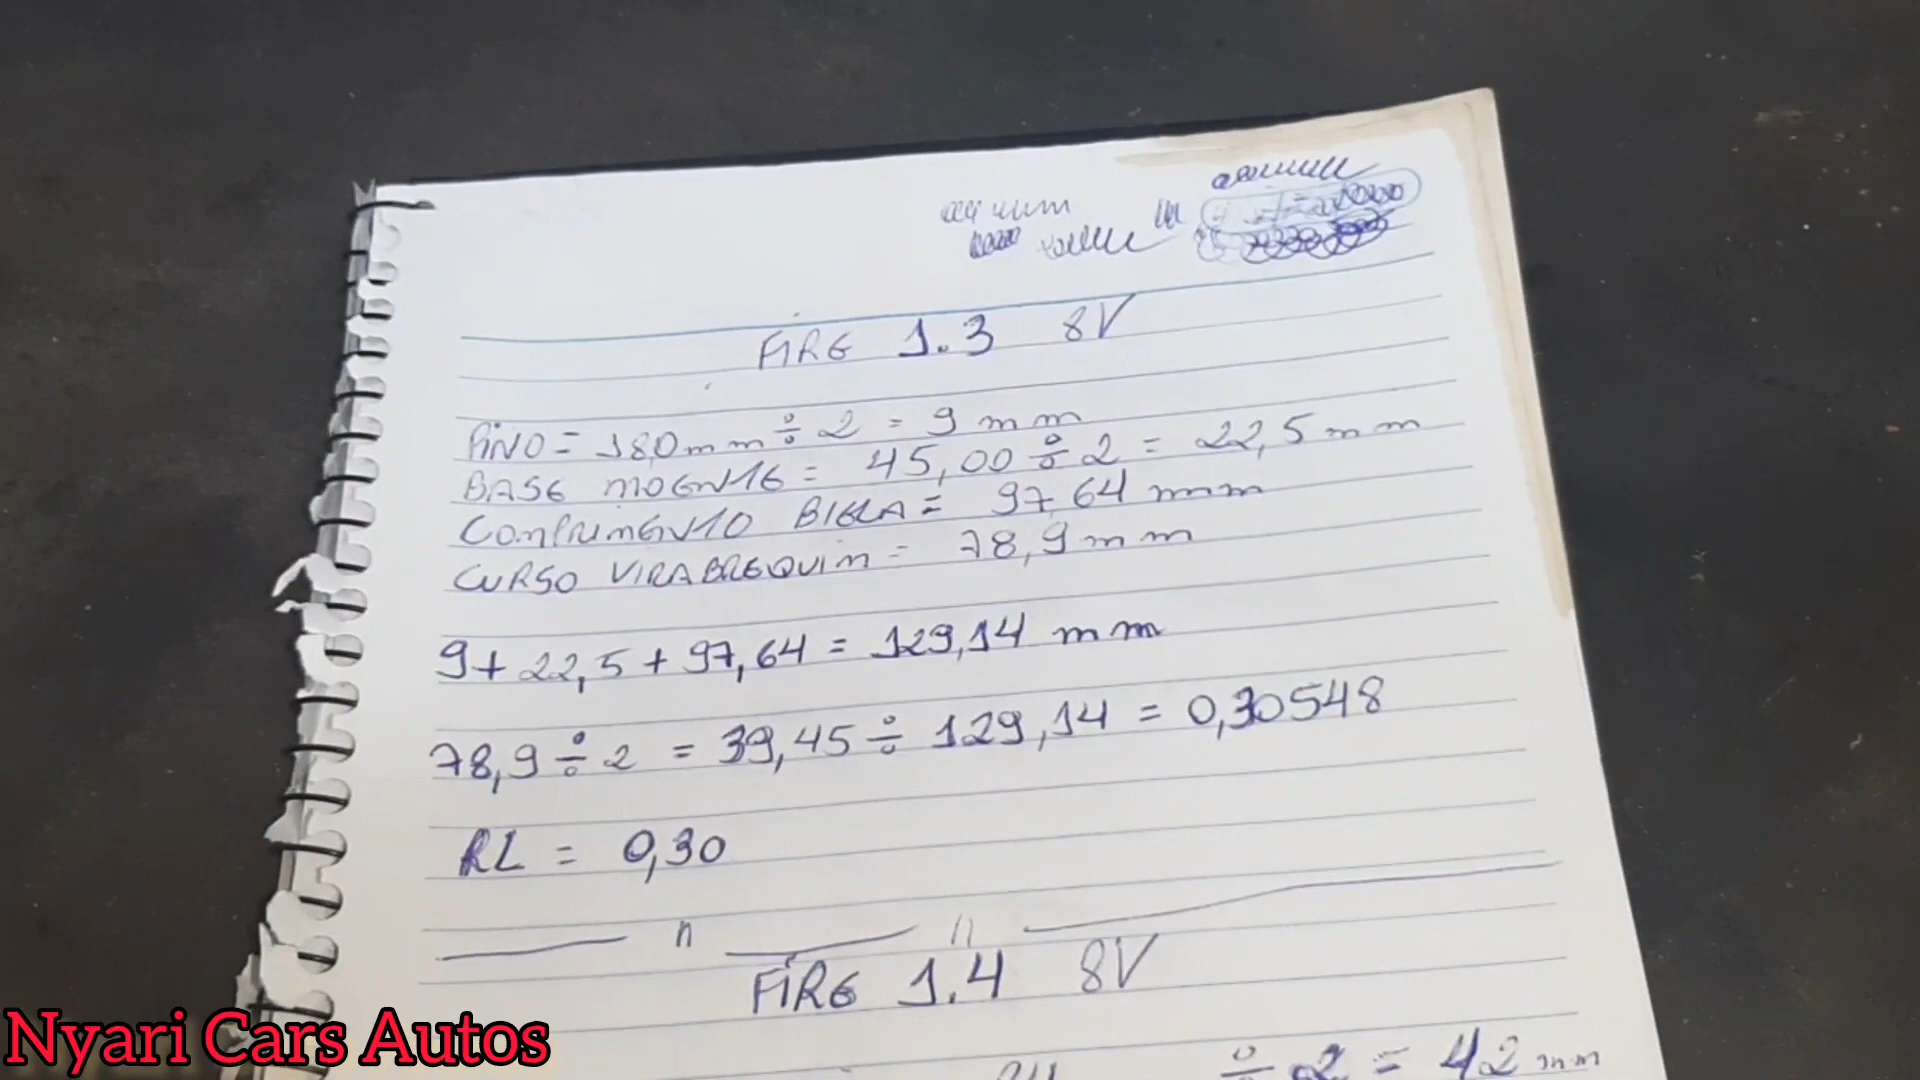 FIRE 1.3 8V
PINO = 18,0 mm ÷ 2 = 9 mm
BASE MOENTE = 45,00 ÷ 2 = 22,5 mm
COMPRIMENTO BIELA = 97,64 mm
CURSO VIRABREQUIM = 78,9 mm
9 + 22,5 + 97,64 = 129,14 mm
78,9 ÷ 2 = 39,45 ÷ 129,14 = 0,30548
RL = 0,30
FIRE 1.4 8V
÷ 2 = 42 mm
Nyari Cars Autos